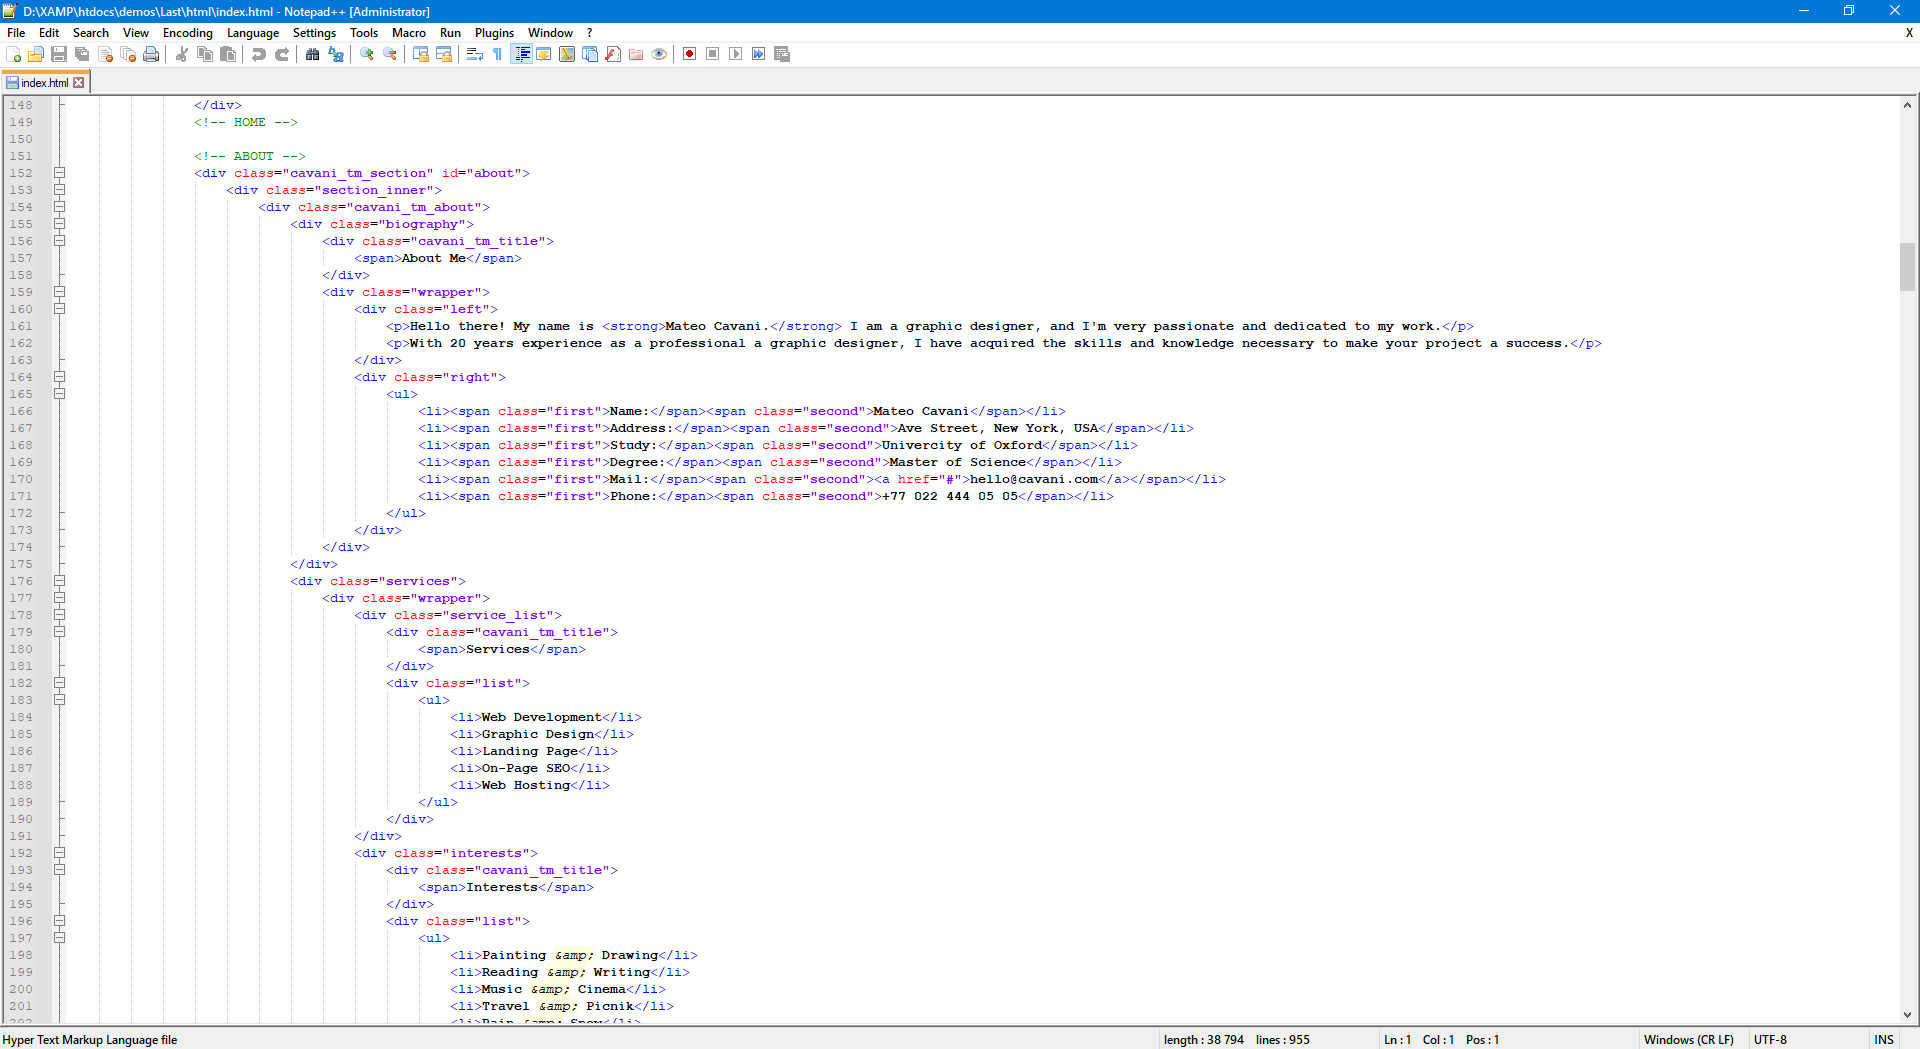 D:\XAMP\htdocs\demos\Last\html\index.html - Notepad++ [Administrator]
File Edit Search View Encoding Language Settings Tools Macro Run Plugins Window ? X
index.html
148 </div>
149 <!-- HOME -->
150
151 <!-- ABOUT -->
152 <div class="cavani_tm_section" id="about">
153 <div class="section_inner">
154 <div class="cavani_tm_about">
155 <div class="biography">
156 <div class="cavani_tm_title">
157 <span>About Me</span>
158 </div>
159 <div class="wrapper">
160 <div class="left">
161 <p>Hello there! My name is <strong>Mateo Cavani.</strong> I am a graphic designer, and I'm very passionate and dedicated to my work.</p>
162 <p>With 20 years experience as a professional a graphic designer, I have acquired the skills and knowledge necessary to make your project a success.</p>
163 </div>
164 <div class="right">
165 <ul>
166 <li><span class="first">Name:</span><span class="second">Mateo Cavani</span></li>
167 <li><span class="first">Address:</span><span class="second">Ave Street, New York, USA</span></li>
168 <li><span class="first">Study:</span><span class="second">Univercity of Oxford</span></li>
169 <li><span class="first">Degree:</span><span class="second">Master of Science</span></li>
170 <li><span class="first">Mail:</span><span class="second"><a href="#">hello@cavani.com</a></span></li>
171 <li><span class="first">Phone:</span><span class="second">+77 022 444 05 05</span></li>
172 </ul>
173 </div>
174 </div>
175 </div>
176 <div class="services">
177 <div class="wrapper">
178 <div class="service_list">
179 <div class="cavani_tm_title">
180 <span>Services</span>
181 </div>
182 <div class="list">
183 <ul>
184 <li>Web Development</li>
185 <li>Graphic Design</li>
186 <li>Landing Page</li>
187 <li>On-Page SEO</li>
188 <li>Web Hosting</li>
189 </ul>
190 </div>
191 </div>
192 <div class="interests">
193 <div class="cavani_tm_title">
194 <span>Interests</span>
195 </div>
196 <div class="list">
197 <ul>
198 <li>Painting &amp; Drawing</li>
199 <li>Reading &amp; Writing</li>
200 <li>Music &amp; Cinema</li>
201 <li>Travel &amp; Picnik</li>
202 <li>Rain &amp; Snow</li>
Hyper Text Markup Language file length : 38 794 lines : 955 Ln : 1 Col : 1 Pos : 1 Windows (CR LF) UTF-8 INS